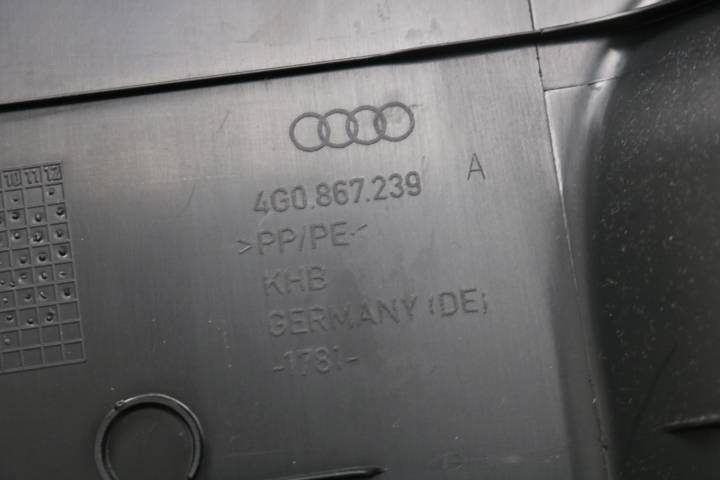 10 11 12
4G0.867.239 A
>PP/PE<
KHB
GERMANY (DE)
-1781-